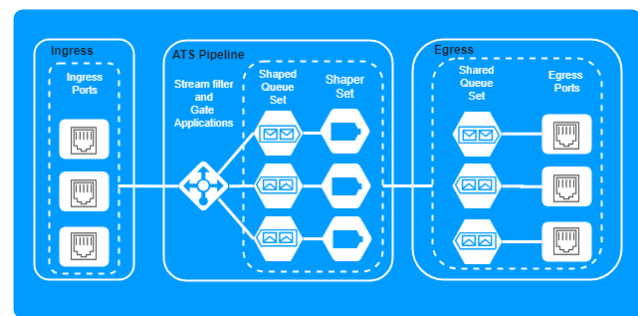 Ingress
Ingress
Ports
ATS Pipeline
Stream filter
and
Gate
Applications
Shaped
Queue
Set
Shaper
Set
Egress
Shared
Queue
Set
Egress
Ports